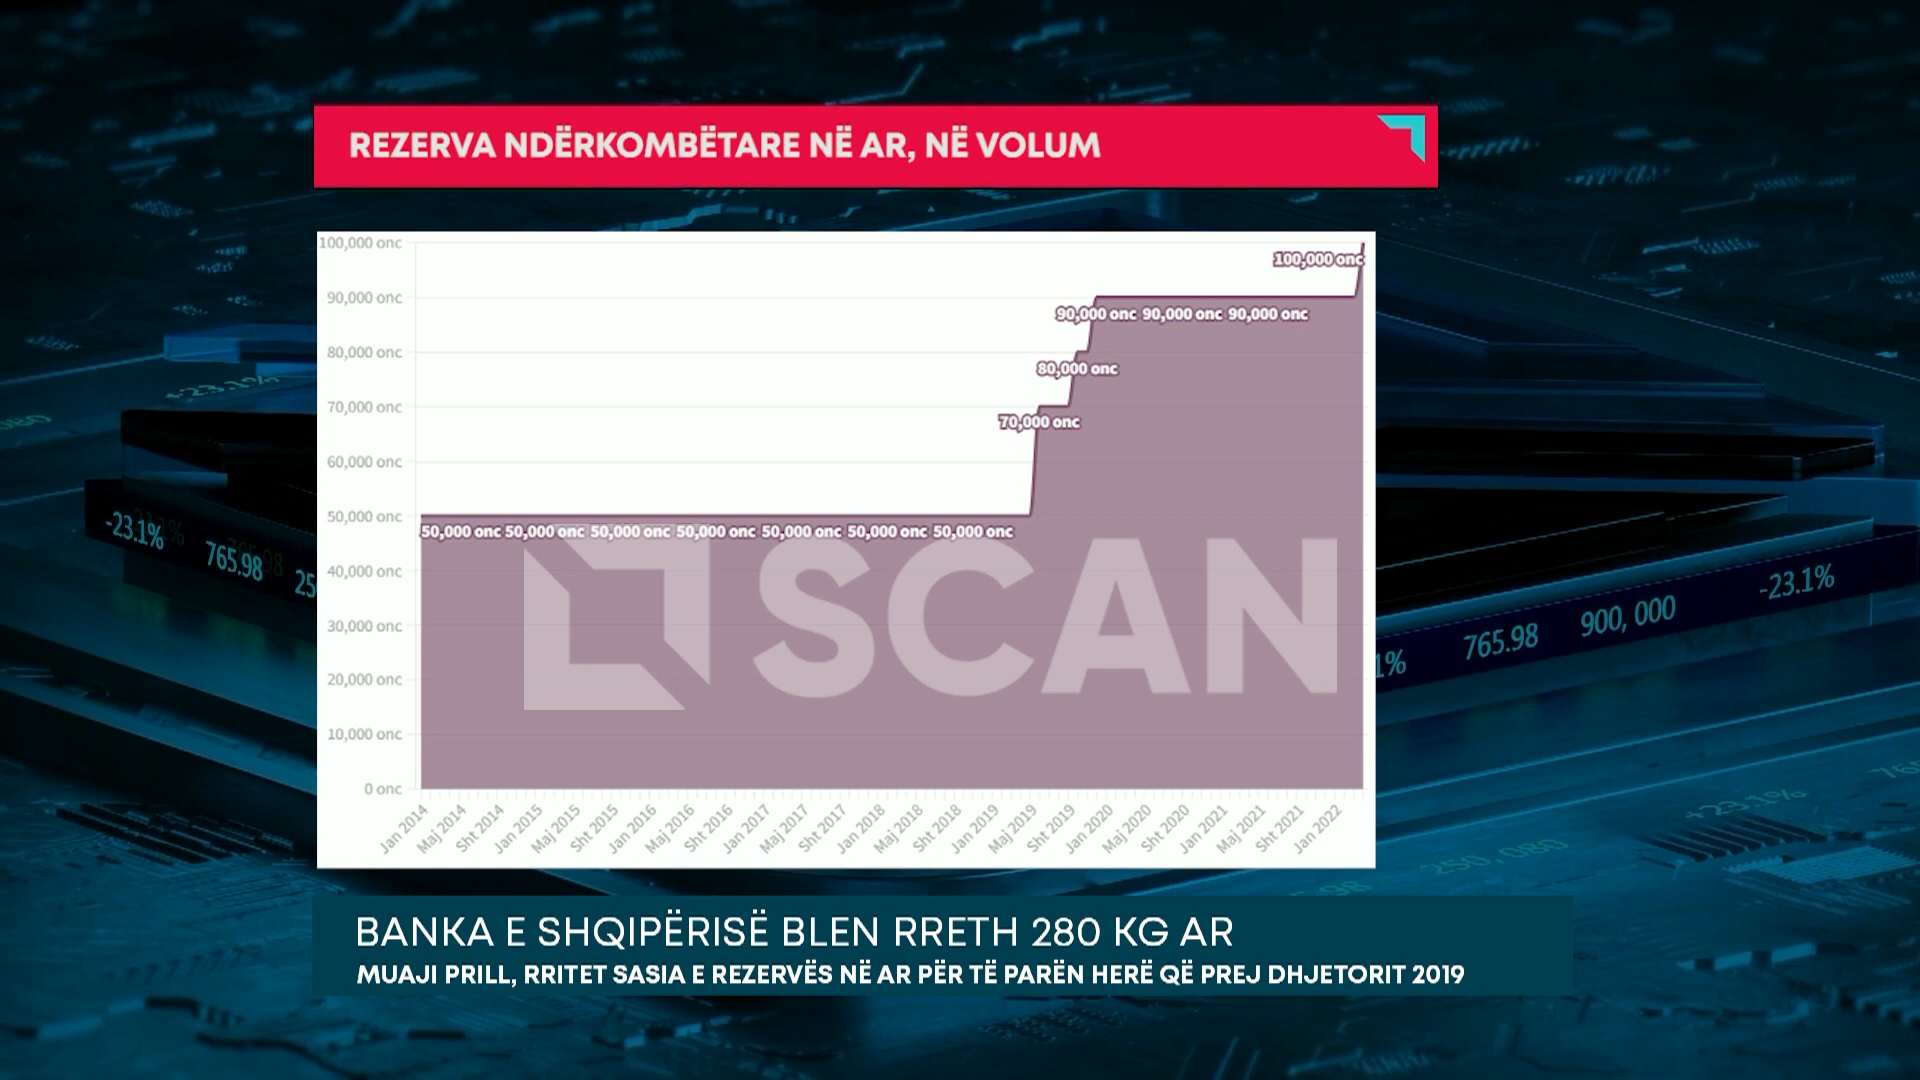 REZERVA NDËRKOMBËTARE NË AR, NË VOLUM
100,000 onc
90,000 onc
80,000 onc
70,000 onc
60,000 onc
50,000 onc
40,000 onc
30,000 onc
20,000 onc
10,000 onc
0 onc
100,000 onc
90,000 onc 90,000 onc 90,000 onc
80,000 onc
70,000 onc
50,000 onc 50,000 onc 50,000 onc 50,000 onc 50,000 onc 50,000 onc 50,000 onc
SCAN
Jan 2014
Maj 2014
Sht 2014
Jan 2015
Maj 2015
Sht 2015
Jan 2016
Maj 2016
Sht 2016
Jan 2017
Maj 2017
Sht 2017
Jan 2018
Maj 2018
Sht 2018
Jan 2019
Maj 2019
Sht 2019
Jan 2020
Maj 2020
Sht 2020
Jan 2021
Maj 2021
Sht 2021
Jan 2022
+23.1%
-23.1% 765.98 25
1% 765.98 900, 000 -23.1%
+23.1%
250,080
BANKA E SHQIPËRISË BLEN RRETH 280 KG AR
MUAJI PRILL, RRITET SASIA E REZERVËS NË AR PËR TË PARËN HERË QË PREJ DHJETORIT 2019